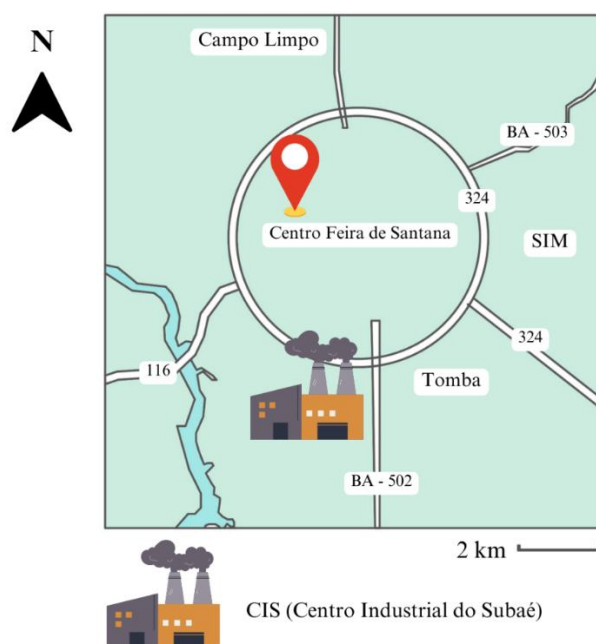 N
Campo Limpo
BA - 503
324
Centro Feira de Santana
SIM
324
116
Tomba
BA - 502
2 km
CIS (Centro Industrial do Subaé)